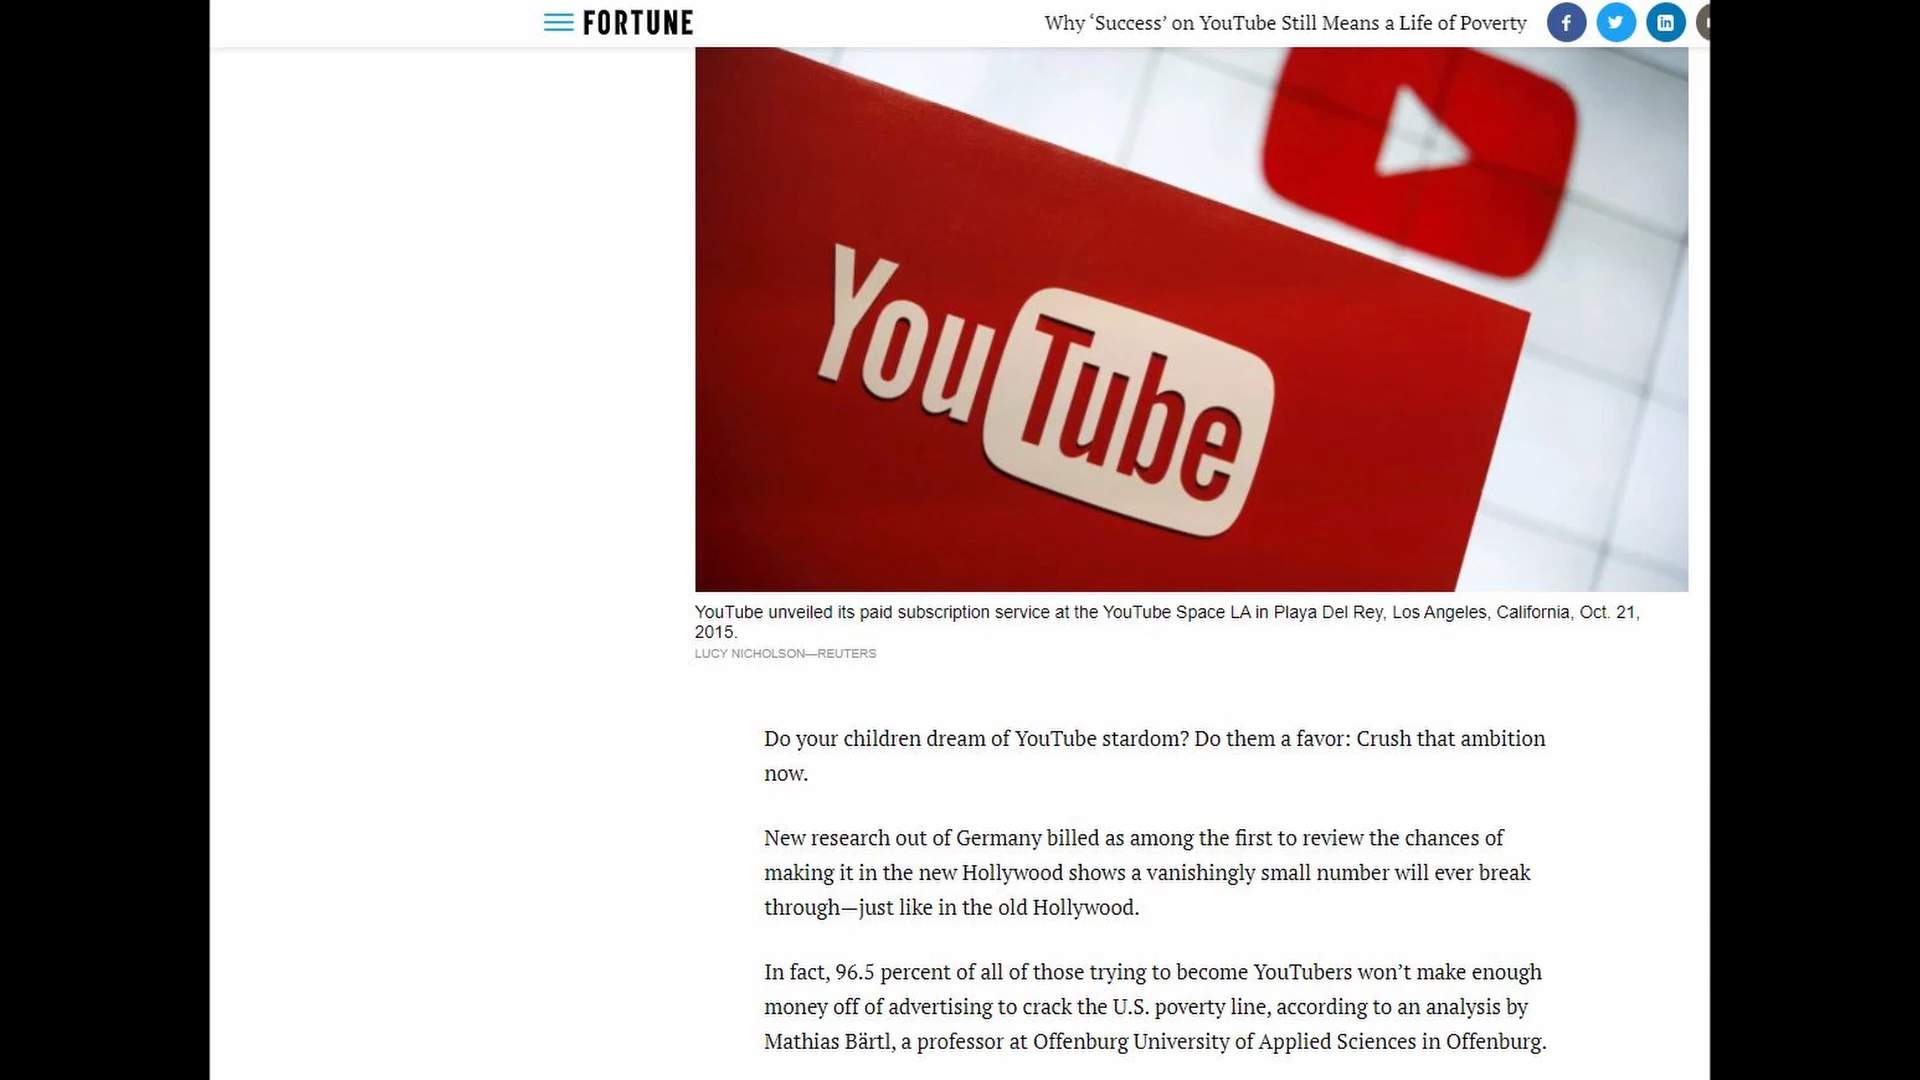 FORTUNE
Why ‘Success’ on YouTube Still Means a Life of Poverty
YouTube
YouTube unveiled its paid subscription service at the YouTube Space LA in Playa Del Rey, Los Angeles, California, Oct. 21,
2015.
LUCY NICHOLSON—REUTERS
Do your children dream of YouTube stardom? Do them a favor: Crush that ambition
now.
New research out of Germany billed as among the first to review the chances of
making it in the new Hollywood shows a vanishingly small number will ever break
through—just like in the old Hollywood.
In fact, 96.5 percent of all of those trying to become YouTubers won’t make enough
money off of advertising to crack the U.S. poverty line, according to an analysis by
Mathias Bärtl, a professor at Offenburg University of Applied Sciences in Offenburg.